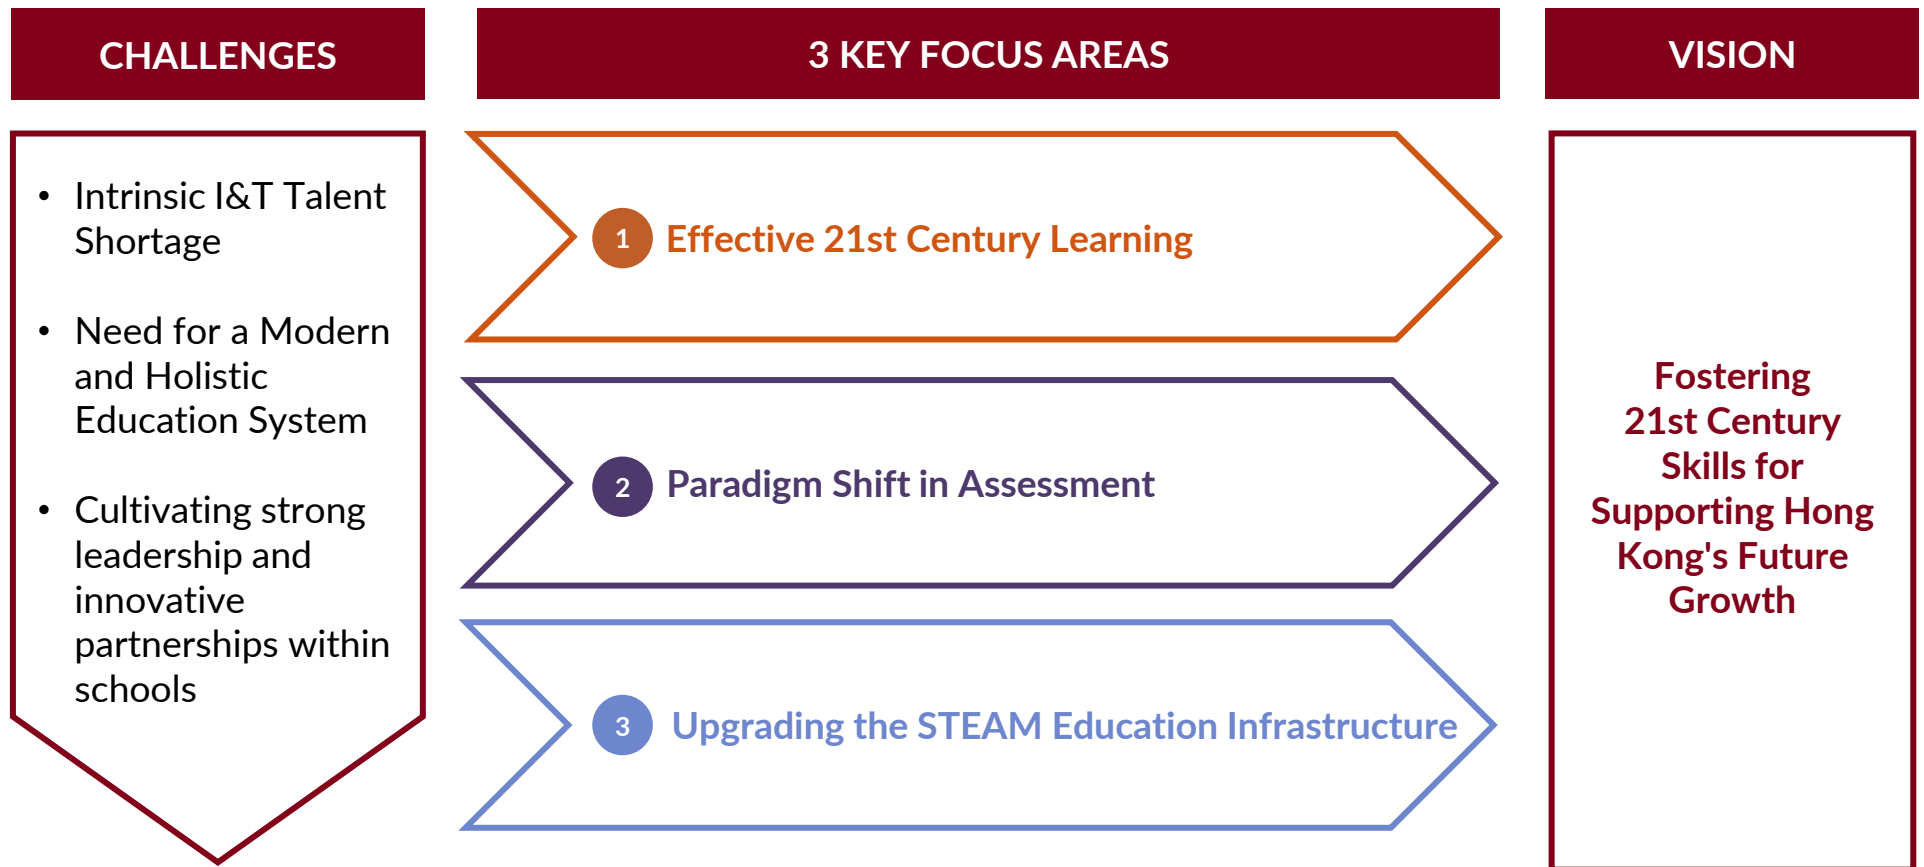 CHALLENGES
• Intrinsic I&T Talent
Shortage
• Need for a Modern
and Holistic
Education System
• Cultivating strong
leadership and
innovative
partnerships within
schools
3 KEY FOCUS AREAS
1 Effective 21st Century Learning
2 Paradigm Shift in Assessment
3 Upgrading the STEAM Education Infrastructure
VISION
Fostering
21st Century
Skills for
Supporting Hong
Kong's Future
Growth